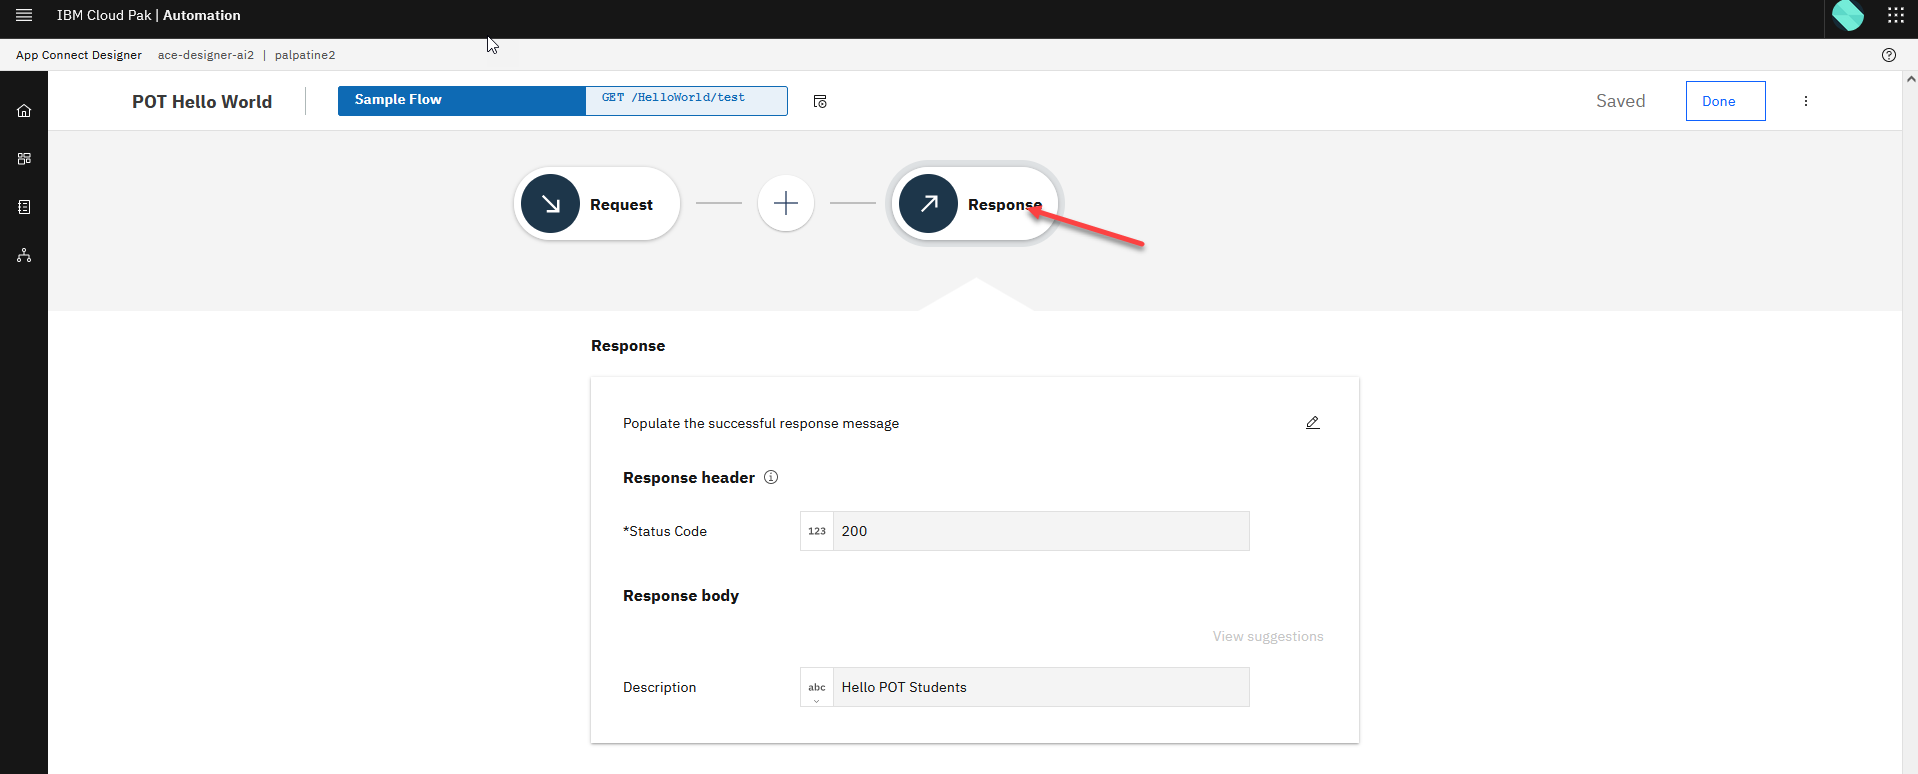 IBM Cloud Pak | Automation
App Connect Designer ace-designer-ai2 | palpatine2
POT Hello World
Sample Flow
GET /HelloWorld/test
Saved
Done
Request
Response
Response
Populate the successful response message
Response header
*Status Code
123
200
Response body
View suggestions
Description
abc
Hello POT Students